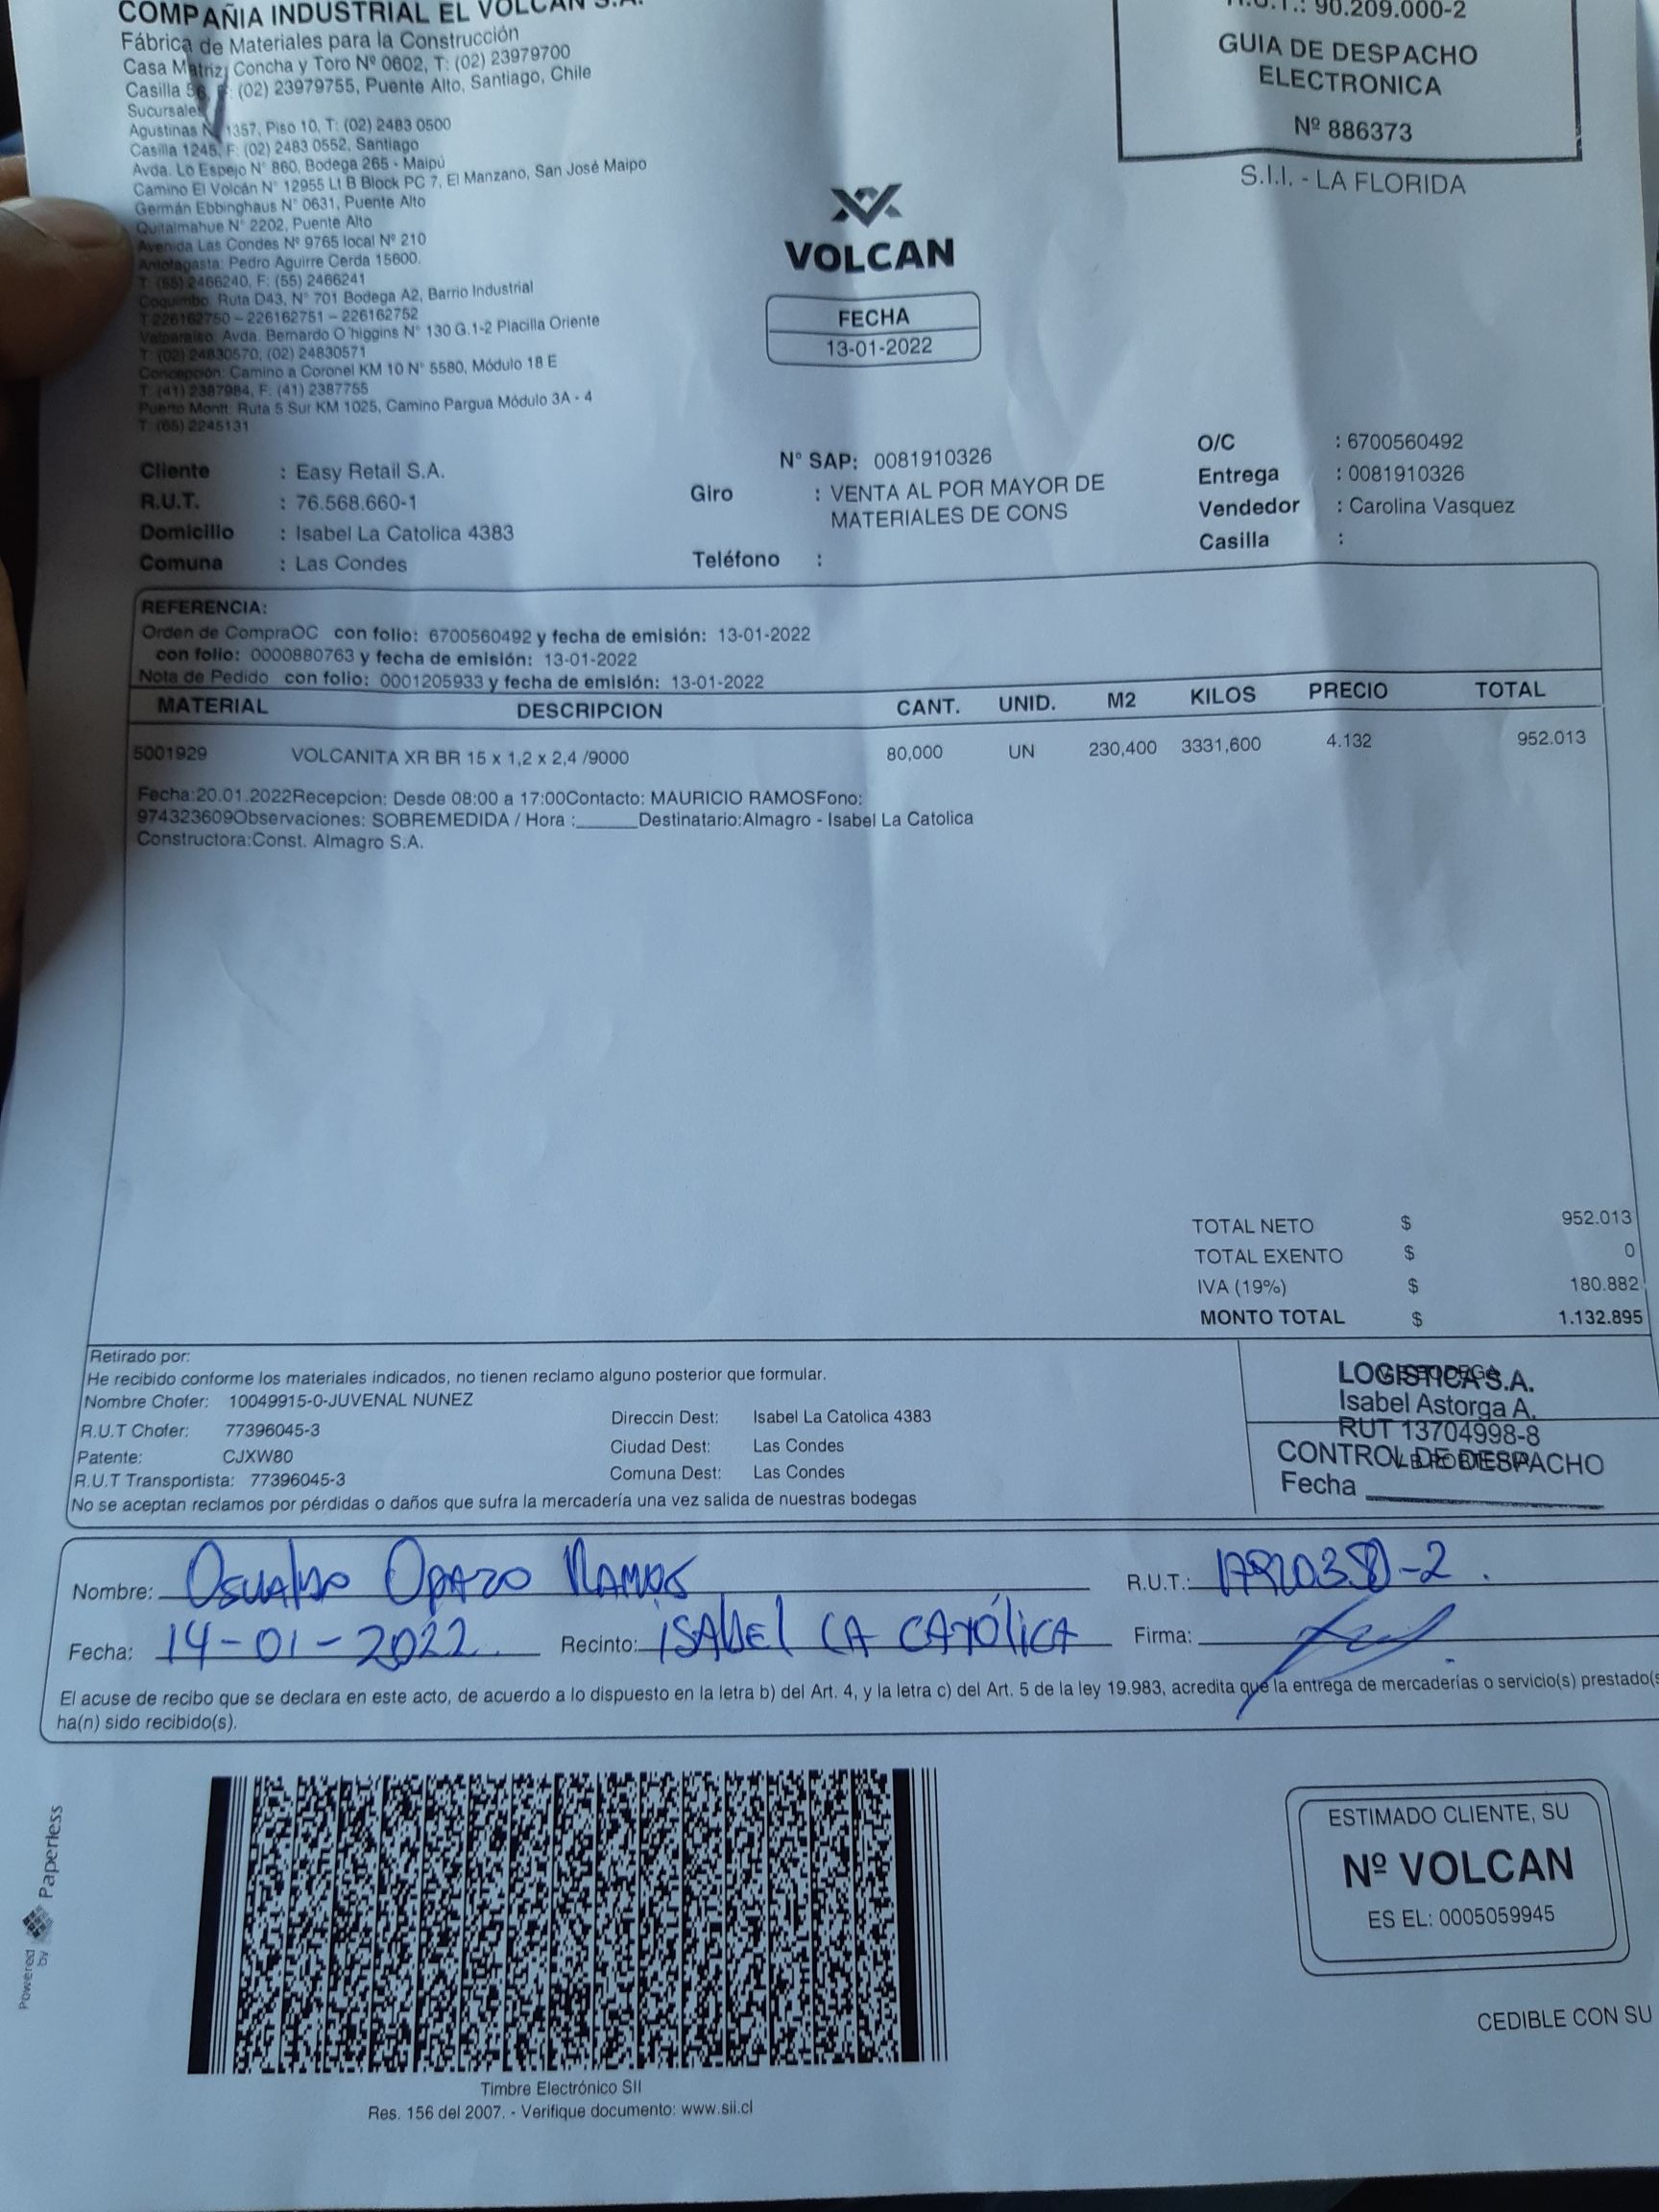 COMPAÑIA INDUSTRIAL EL VOLCAN S.A.
Fábrica de Materiales para la Construcción
Casa Matriz: Concha y Toro Nº 0602, T: (02) 23979700
Casilla 56, F: (02) 23979755, Puente Alto, Santiago, Chile
Sucursales
Agustinas N° 1357, Piso 10, T: (02) 2483 0500
Casilla 1245, F: (02) 2483 0552, Santiago
Avda. Lo Espejo N° 860, Bodega 265 - Maipú
Camino El Volcán N° 12955 Lt B Block PC 7, El Manzano, San José Maipo
Germán Ebbinghaus N° 0631, Puente Alto
Quitalmahue N° 2202, Puente Alto
Avenida Las Condes Nº 9765 local Nº 210
Antofagasta: Pedro Aguirre Cerda 15600.
T: (55) 2466240, F: (55) 2466241
Coquimbo: Ruta D43, N° 701 Bodega A2, Barrio Industrial
T:226162750 – 226162751 – 226162752
Valparaíso: Avda. Bernardo O´higgins N° 130 G.1-2 Placilla Oriente
T: (02) 24830570, (02) 24830571
Concepción: Camino a Coronel KM 10 N° 5580, Módulo 18 E
T: (41) 2387984, F: (41) 2387755
Puerto Montt: Ruta 5 Sur KM 1025, Camino Pargua Módulo 3A - 4
T: (65) 2245131
R.U.T.: 90.209.000-2
GUIA DE DESPACHO
ELECTRONICA
Nº 886373
S.I.I. - LA FLORIDA
VOLCAN
FECHA
13-01-2022
Cliente : Easy Retail S.A.
R.U.T. : 76.568.660-1
Domicilio : Isabel La Catolica 4383
Comuna : Las Condes
N° SAP: 0081910326
Giro : VENTA AL POR MAYOR DE
MATERIALES DE CONS
Teléfono :
O/C : 6700560492
Entrega : 0081910326
Vendedor : Carolina Vasquez
Casilla :
REFERENCIA:
Orden de CompraOC con folio: 6700560492 y fecha de emisión: 13-01-2022
con folio: 0000880763 y fecha de emisión: 13-01-2022
Nota de Pedido con folio: 0001205933 y fecha de emisión: 13-01-2022
MATERIAL DESCRIPCION CANT. UNID. M2 KILOS PRECIO TOTAL
5001929 VOLCANITA XR BR 15 x 1,2 x 2,4 /9000 80,000 UN 230,400 3331,600 4.132 952.013
Fecha:20.01.2022Recepcion: Desde 08:00 a 17:00Contacto: MAURICIO RAMOSFono:
974323609Observaciones: SOBREMEDIDA / Hora :______Destinatario:Almagro - Isabel La Catolica
Constructora:Const. Almagro S.A.
TOTAL NETO $ 952.013
TOTAL EXENTO $ 0
IVA (19%) $ 180.882
MONTO TOTAL $ 1.132.895
Retirado por:
He recibido conforme los materiales indicados, no tienen reclamo alguno posterior que formular.
Nombre Chofer: 10049915-0-JUVENAL NUNEZ
R.U.T Chofer: 77396045-3
Patente: CJXW80
R.U.T Transportista: 77396045-3
Direccin Dest: Isabel La Catolica 4383
Ciudad Dest: Las Condes
Comuna Dest: Las Condes
No se aceptan reclamos por pérdidas o daños que sufra la mercadería una vez salida de nuestras bodegas
LOGISTICA S.A.
Isabel Astorga A.
RUT 13704998-8
CONTROL DE DESPACHO
Fecha
Nombre: Osvaldo Opazo Ramos R.U.T.:
Fecha: 14-01-2022. Recinto: ISABEL LA CATÓLICA Firma:
El acuse de recibo que se declara en este acto, de acuerdo a lo dispuesto en la letra b) del Art. 4, y la letra c) del Art. 5 de la ley 19.983, acredita que la entrega de mercaderías o servicio(s) prestado(s
ha(n) sido recibido(s).
Powered by Paperless
Timbre Electrónico SII
Res. 156 del 2007. - Verifique documento: www.sii.cl
ESTIMADO CLIENTE, SU
Nº VOLCAN
ES EL: 0005059945
CEDIBLE CON SU